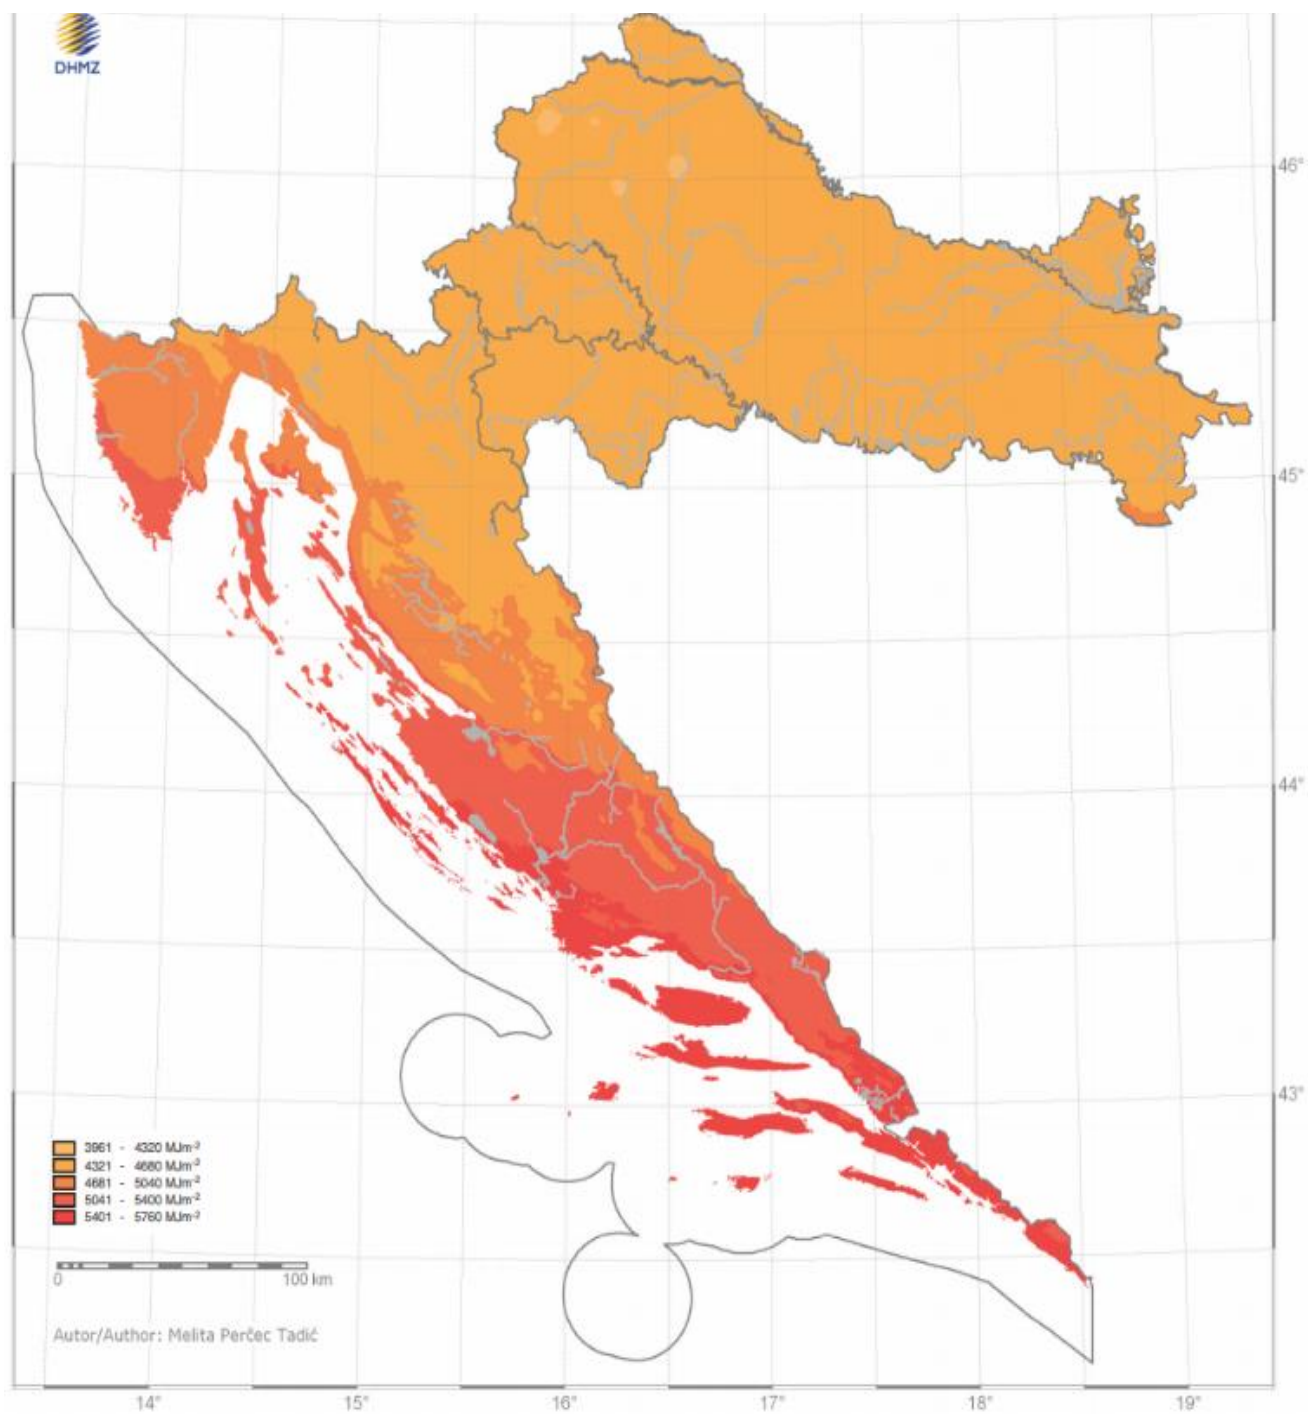 DHMZ
46°
45°
44°
43°
3961 - 4320 MJm-2
4321 - 4680 MJm-2
4681 - 5040 MJm-2
5041 - 5400 MJm-2
5401 - 5760 MJm-2
0 100 km
Autor/Author: Melita Perčec Tadić
14° 15° 16° 17° 18° 19°